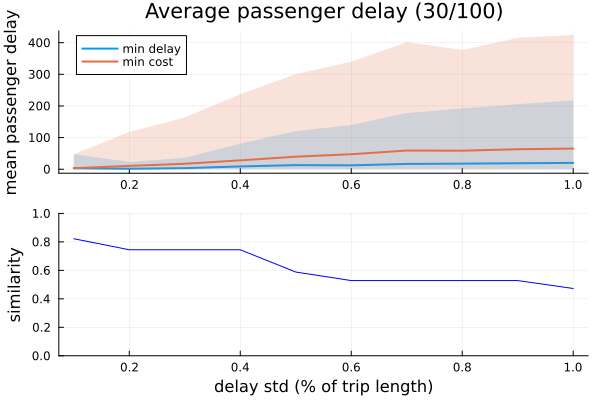 Average passenger delay (30/100)
mean passenger delay
400
300
200
100
0
min delay
min cost
0.2 0.4 0.6 0.8 1.0
similarity
1.0
0.8
0.6
0.4
0.2
0.0
0.2 0.4 0.6 0.8 1.0
delay std (% of trip length)